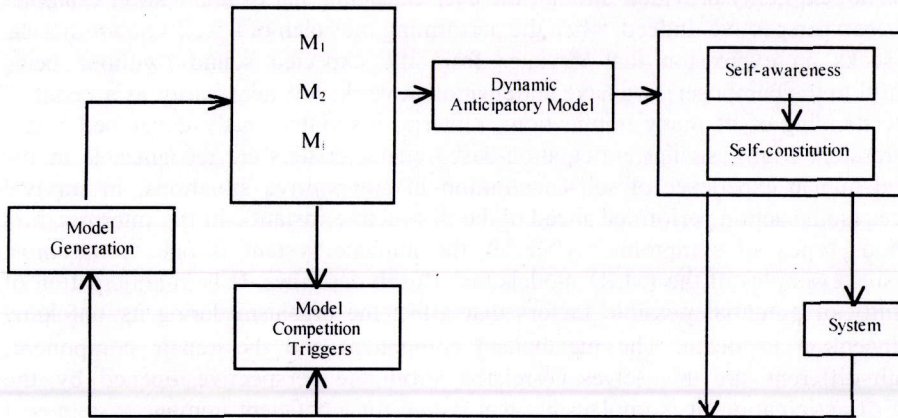 M1
M2
Mi
Dynamic
Anticipatory Model
Self-awareness
Self-constitution
Model
Generation
Model
Competition
Triggers
System